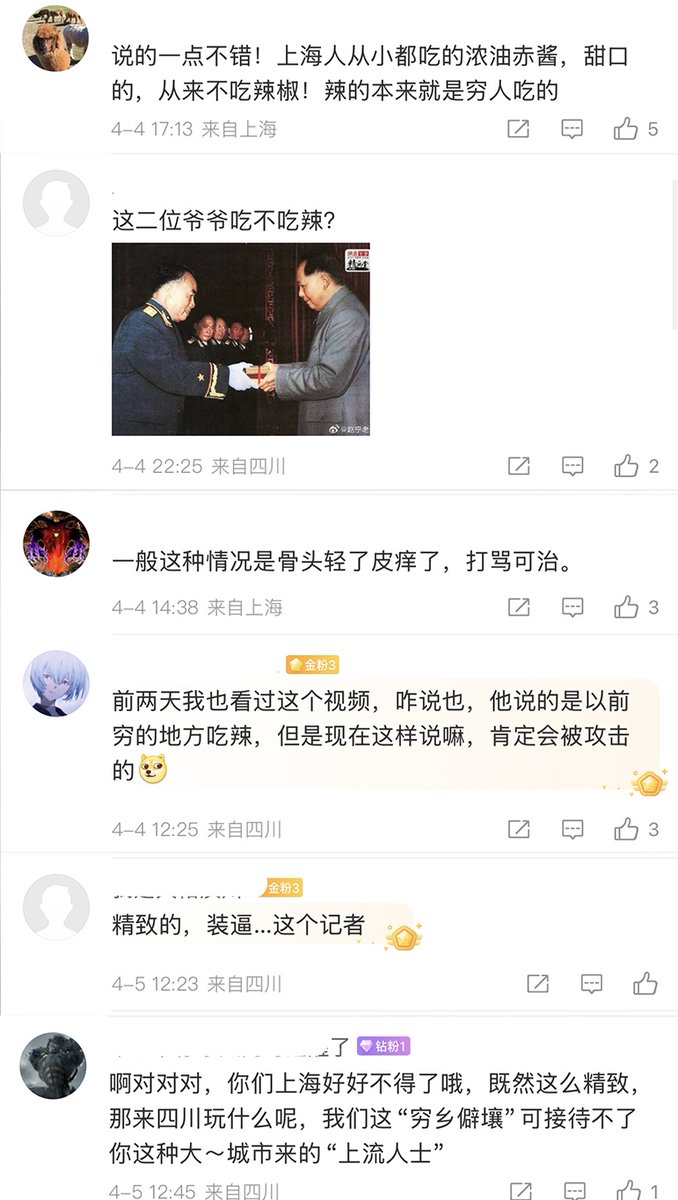 说的一点不错！上海人从小都吃的浓油赤酱，甜口
的，从来不吃辣椒！辣的本来就是穷人吃的
4-4 17:13 来自上海
5
这二位爷爷吃不吃辣？
4-4 22:25 来自四川
2
一般这种情况是骨头轻了皮痒了，打骂可治。
4-4 14:38 来自上海
3
金粉3
前两天我也看过这个视频，咋说也，他说的是以前
穷的地方吃辣，但是现在这样说嘛，肯定会被攻击
的
4-4 12:25 来自四川
3
金粉3
精致的，装逼...这个记者
4-5 12:23 来自四川
了
钻粉1
啊对对对，你们上海好好不得了哦，既然这么精致，
那来四川玩什么呢，我们这“穷乡僻壤”可接待不了
你这种大～城市来的“上流人士”
4-5 12:45 来自四川
1